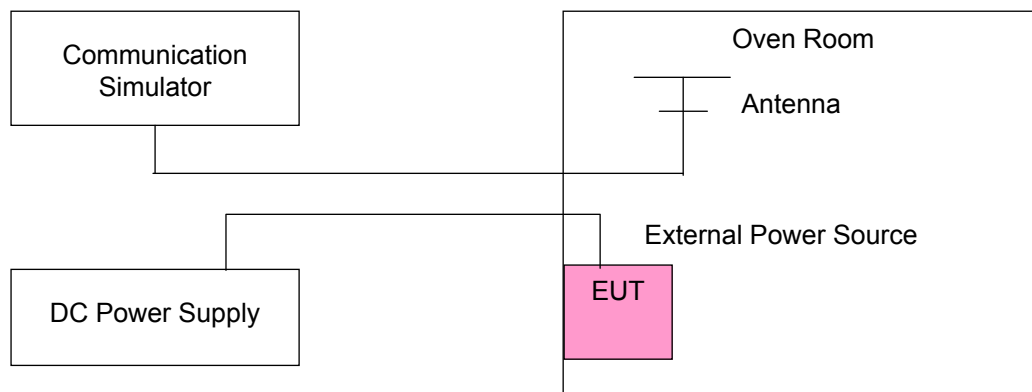 Communication
Simulator
Oven Room
Antenna
External Power Source
DC Power Supply
EUT